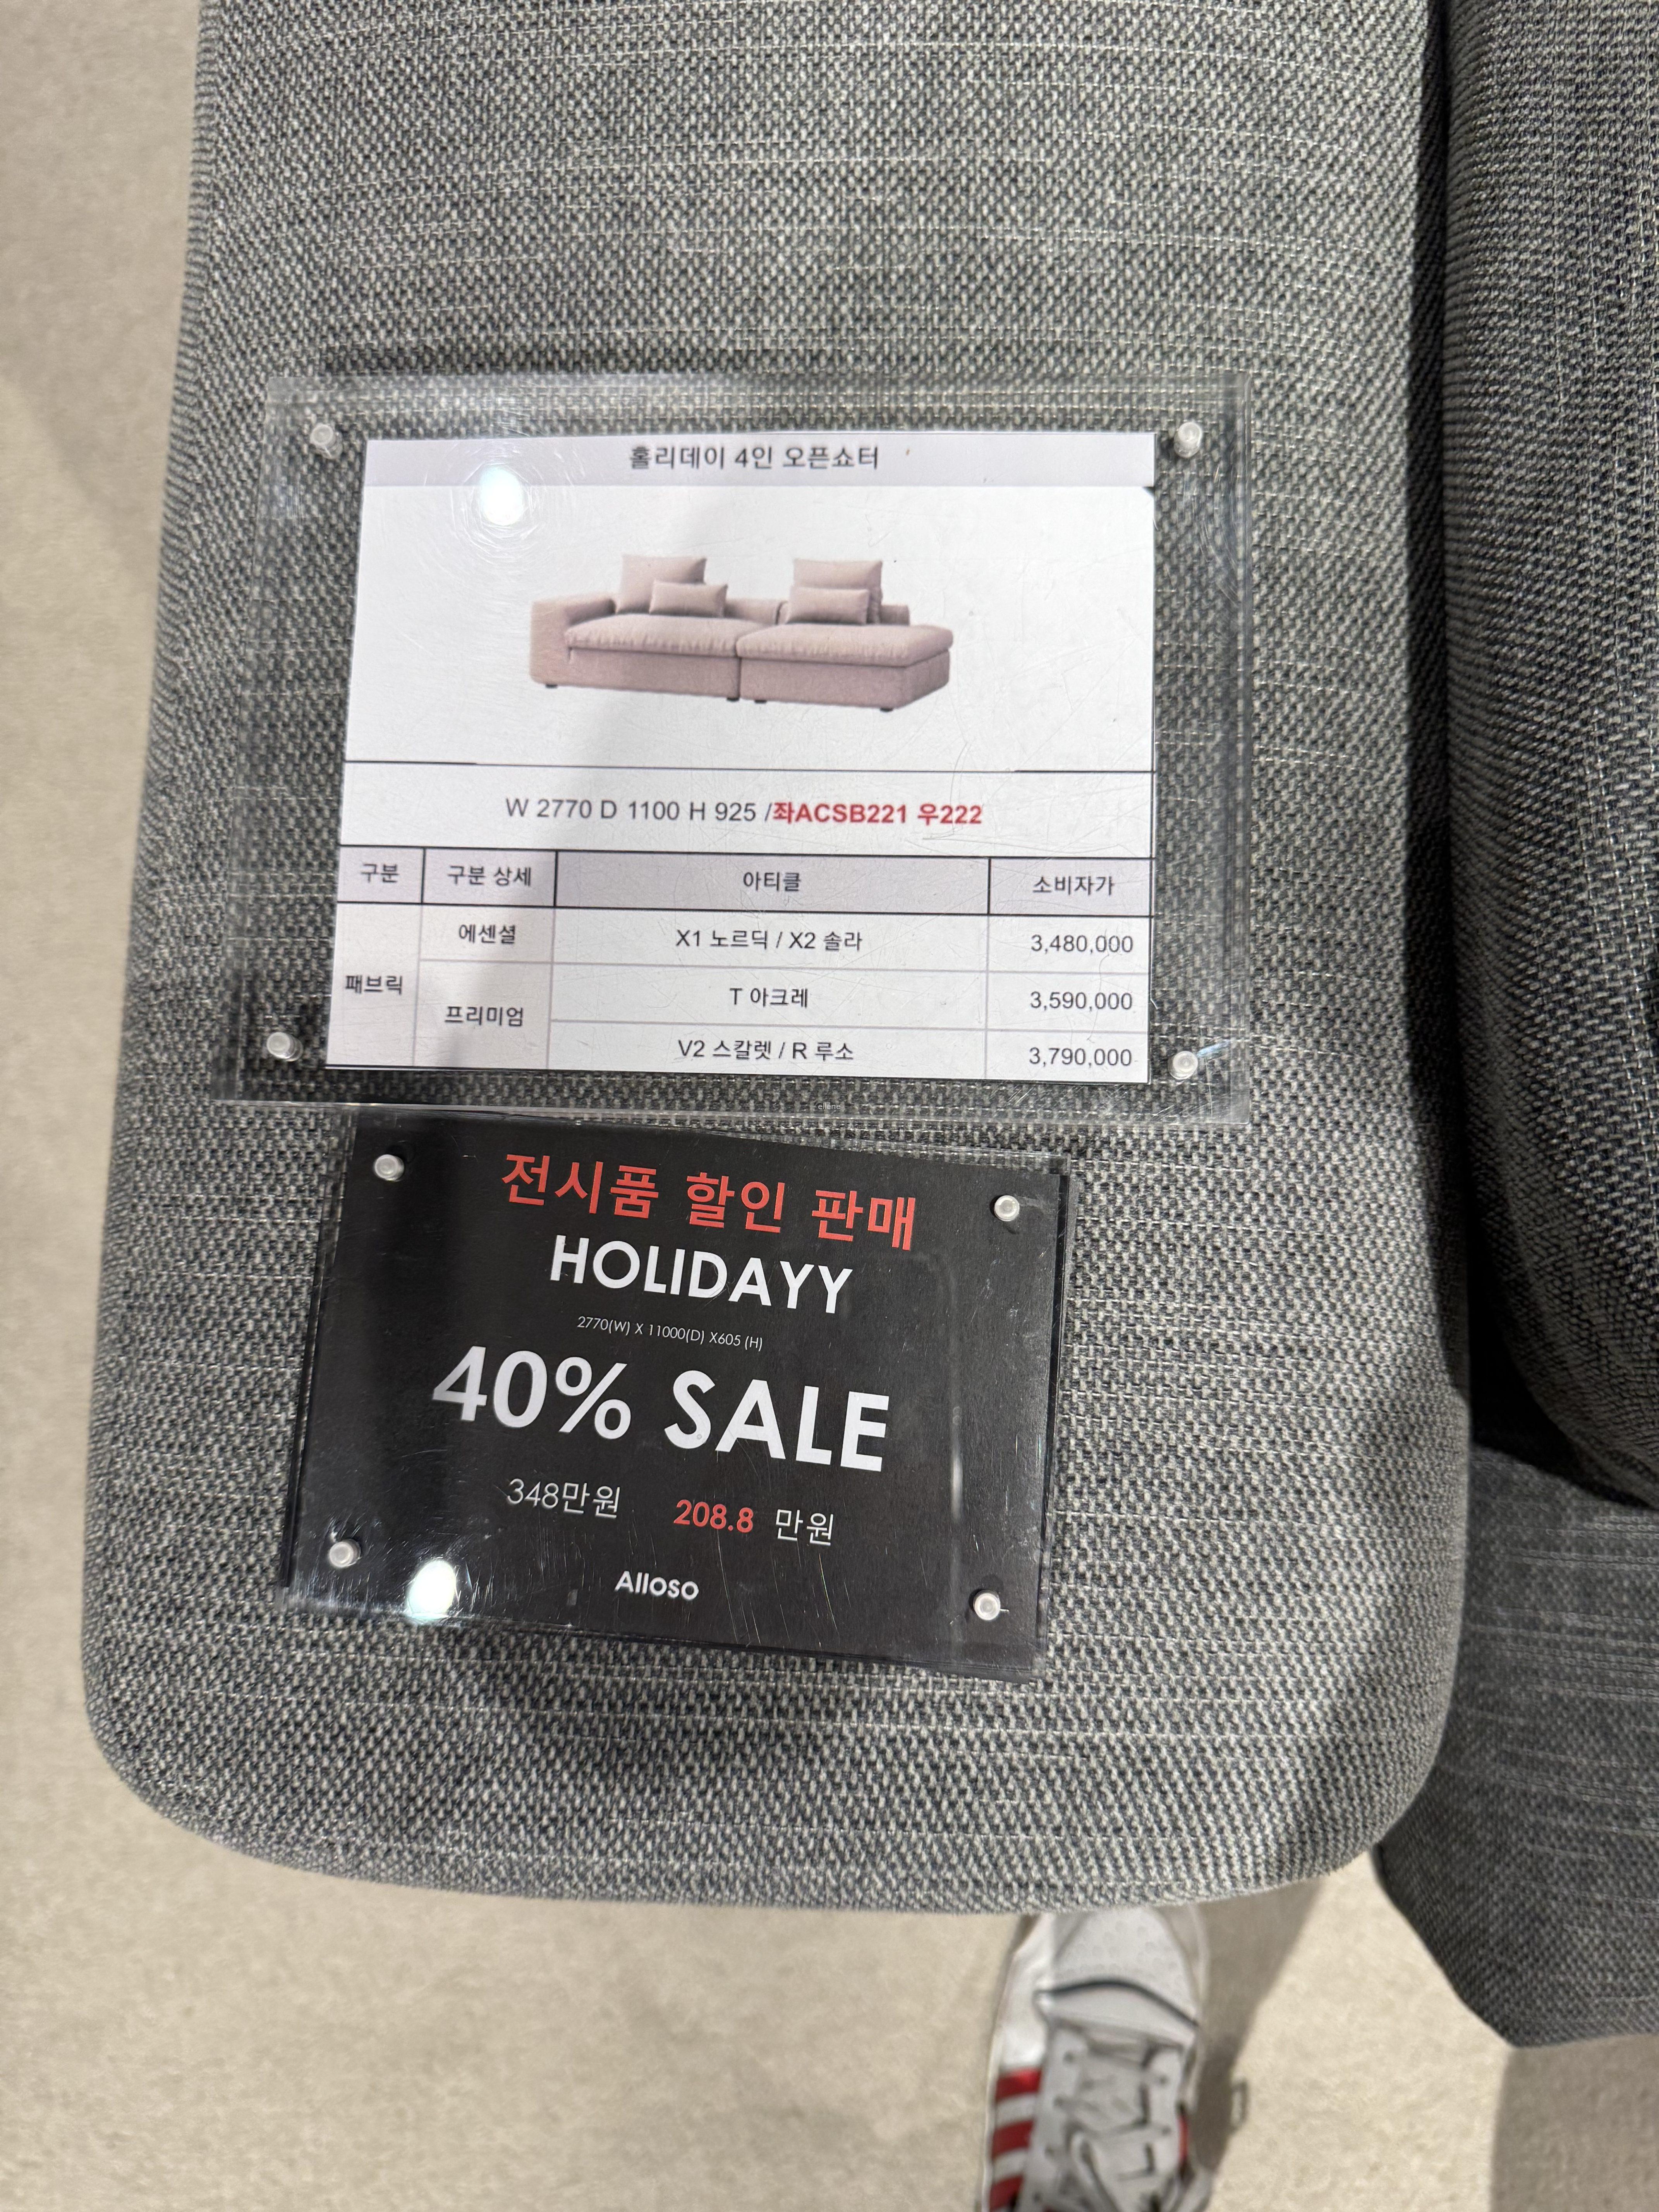 홀리데이 4인 오픈쇼터
W 2770 D 1100 H 925 /좌ACSB221 우222
구분 구분 상세 아티클 소비자가
패브릭 에센셜 X1 노르딕 / X2 솔라 3,480,000
프리미엄 T 아크레 3,590,000
V2 스칼렛 / R 루소 3,790,000
전시품 할인 판매
HOLIDAYY
2770(W) X 11000(D) X605 (H)
40% SALE
348만원 208.8 만원
Alloso